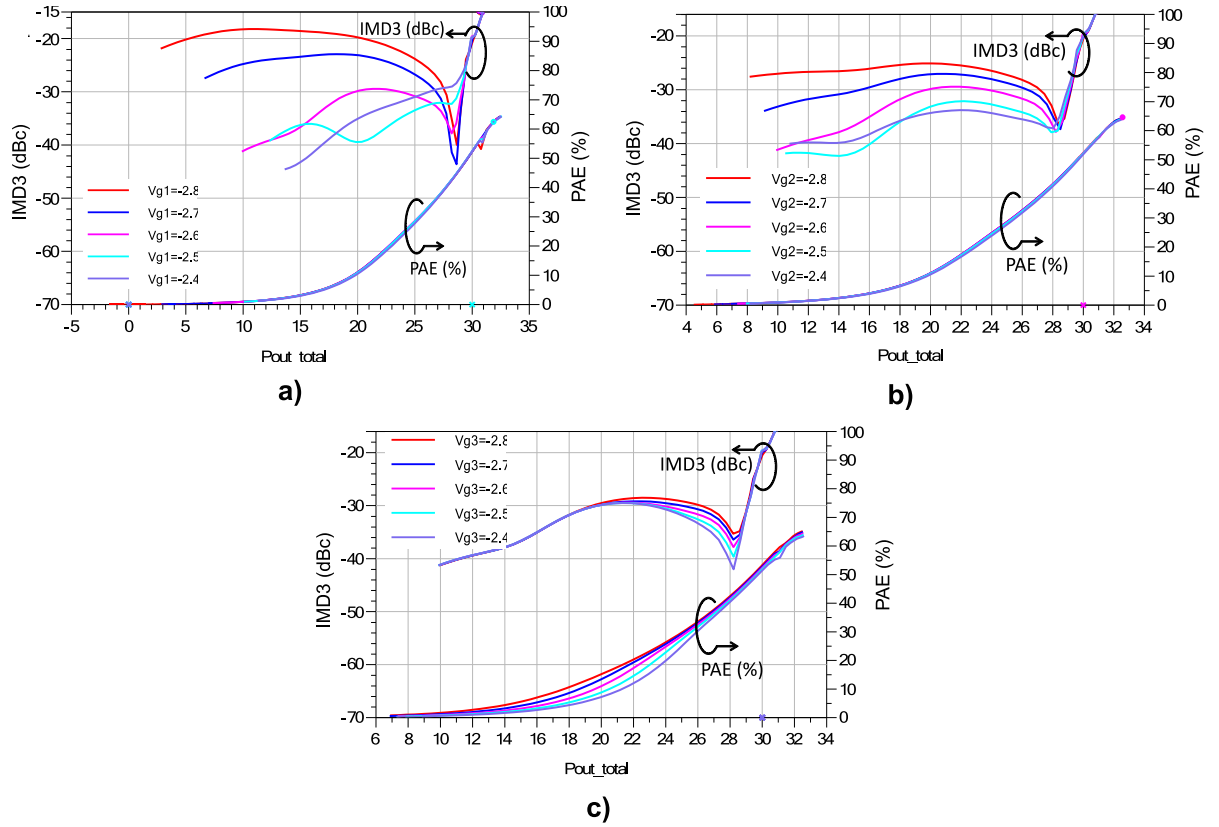 IMD3 (dBc)
-15
-20
-30
-40
-50
-60
-70
100
90
80
70
60
50
40
30
20
10
0
PAE (%)
IMD3 (dBc)
Vg1=-2.8
Vg1=-2.7
Vg1=-2.6
Vg1=-2.5
Vg1=-2.4
PAE (%)
-5 0 5 10 15 20 25 30 35
Pout_total
a)
IMD3 (dBc)
-20
-30
-40
-50
-60
-70
100
90
80
70
60
50
40
30
20
10
0
PAE (%)
IMD3 (dBc)
Vg2=-2.8
Vg2=-2.7
Vg2=-2.6
Vg2=-2.5
Vg2=-2.4
PAE (%)
4 6 8 10 12 14 16 18 20 22 24 26 28 30 32 34
Pout_total
b)
IMD3 (dBc)
-20
-30
-40
-50
-60
-70
100
90
80
70
60
50
40
30
20
10
0
PAE (%)
Vg3=-2.8
Vg3=-2.7
Vg3=-2.6
Vg3=-2.5
Vg3=-2.4
IMD3 (dBc)
PAE (%)
6 8 10 12 14 16 18 20 22 24 26 28 30 32 34
Pout_total
c)